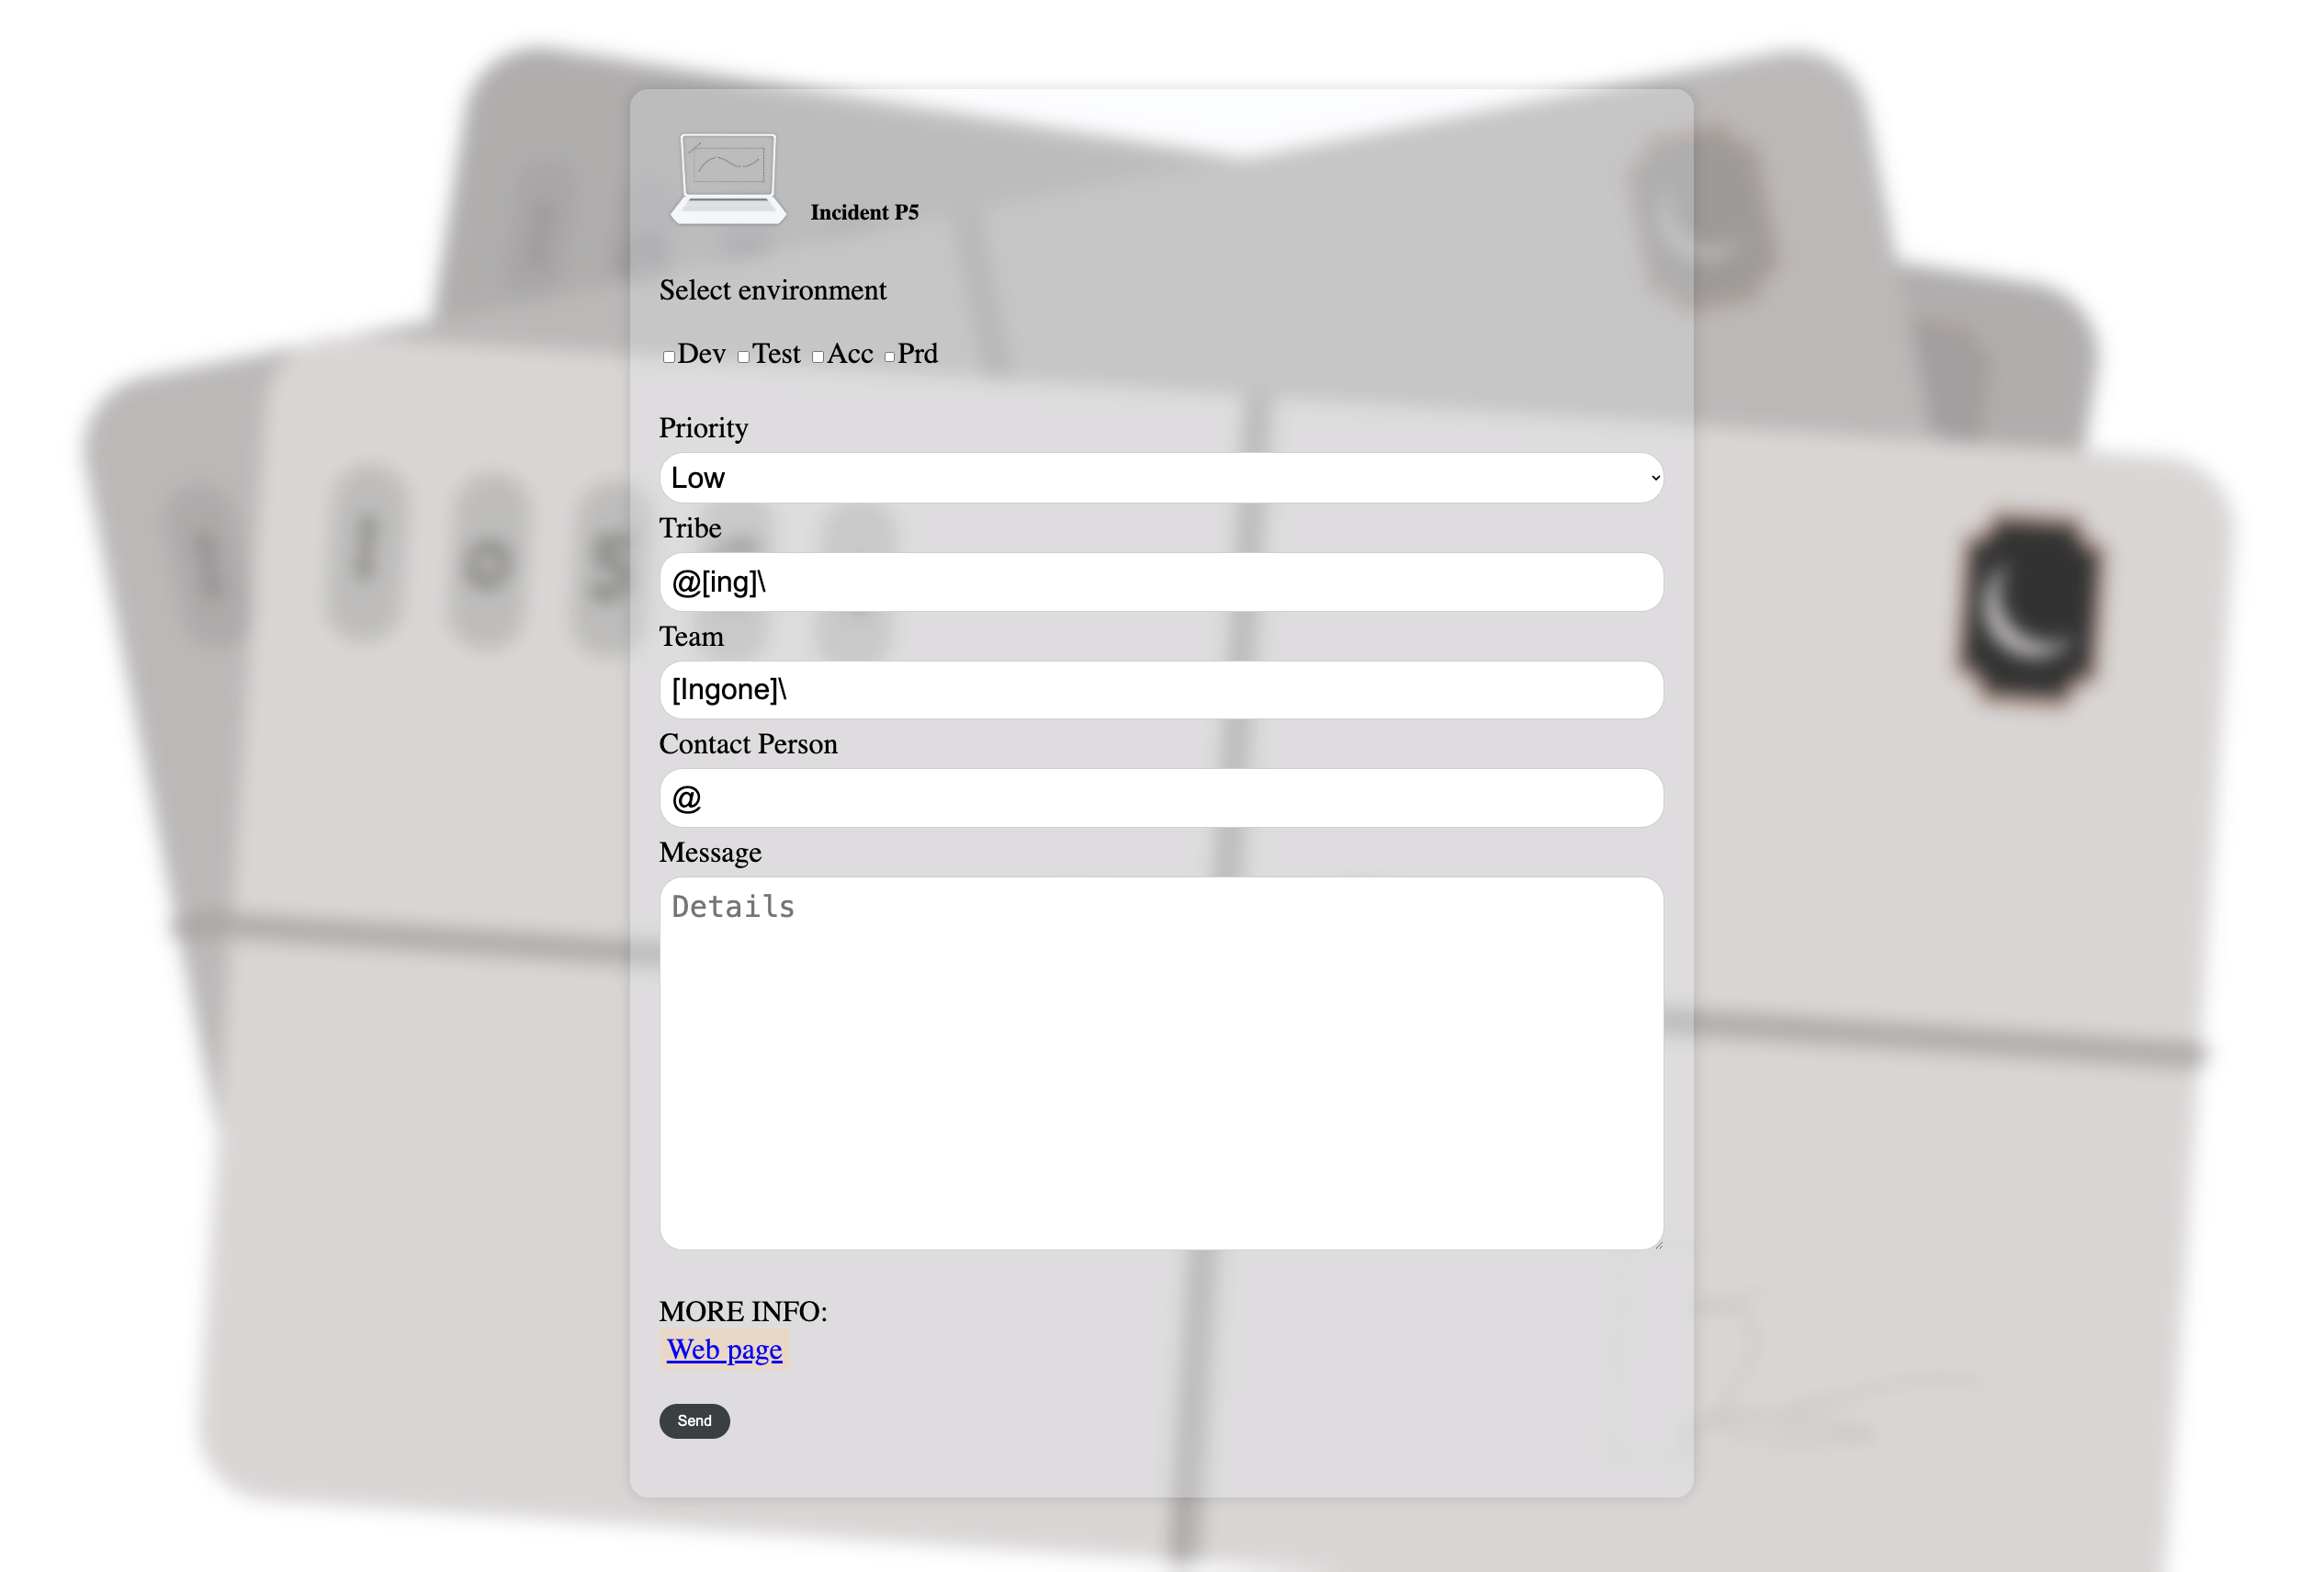 Incident P5
Select environment
Dev Test Acc Prd
Priority
Low
Tribe
@[ing]\
Team
[Ingone]\
Contact Person
@
Message
Details
MORE INFO:
Web page
Send